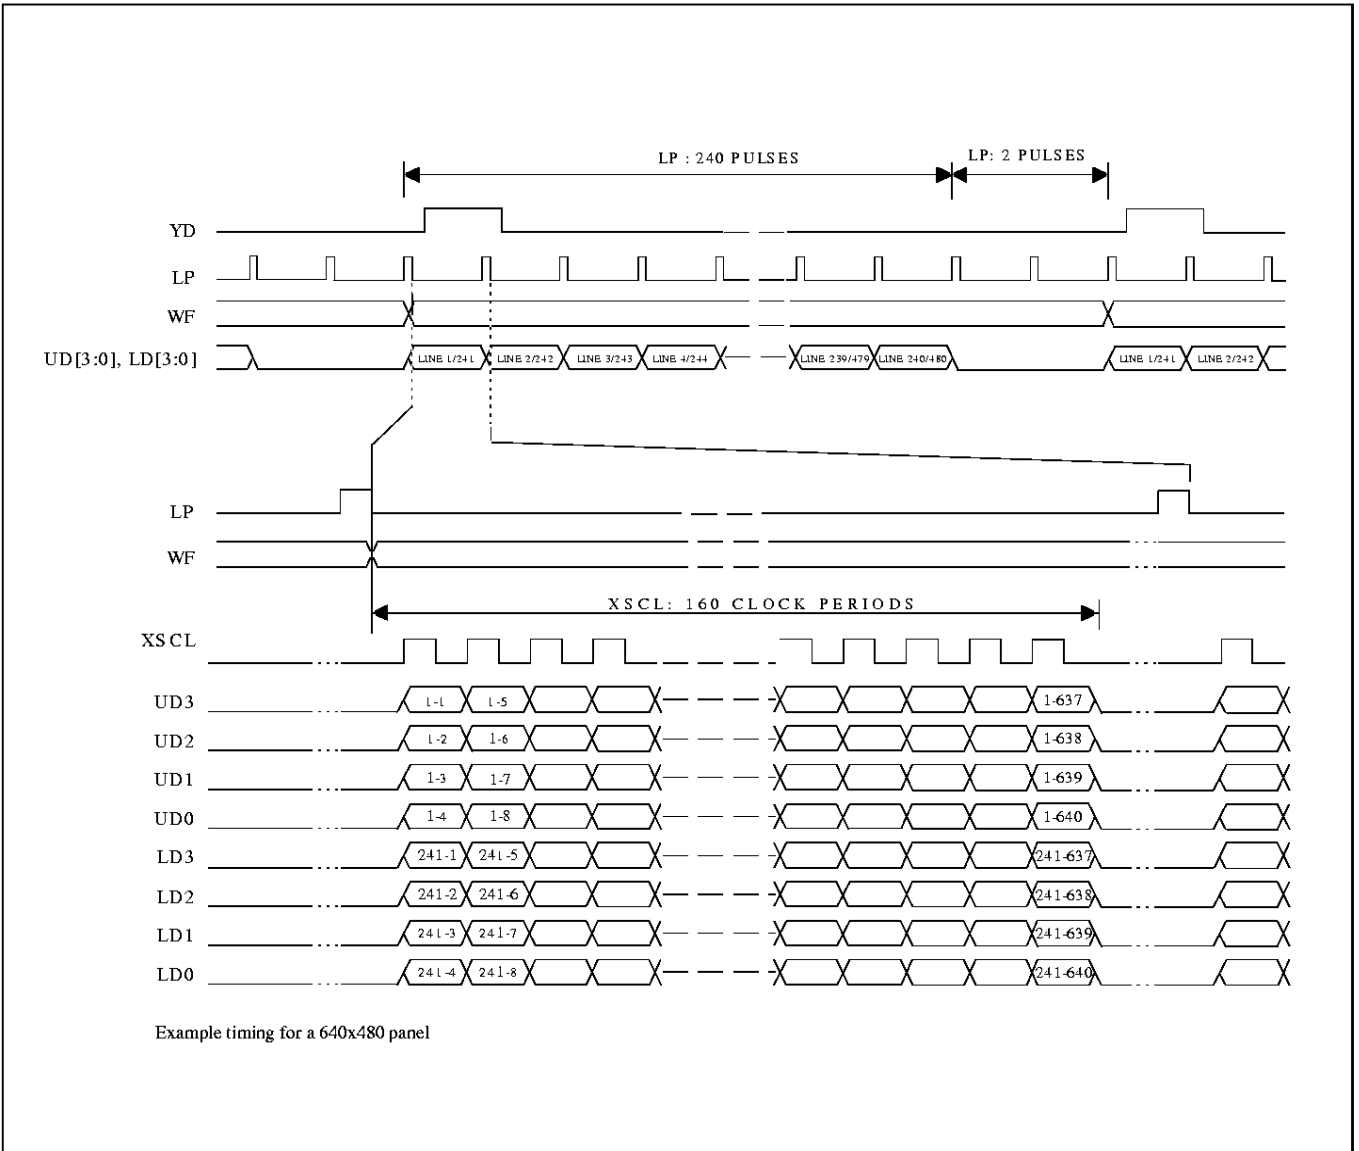 LP : 240 PULSES
LP: 2 PULSES
YD
LP
WF
UD[3:0], LD[3:0]
LINE 1/241
LINE 2/242
LINE 3/243
LINE 4/244
LINE 239/479
LINE 240/480
LINE 1/241
LINE 2/242
LP
WF
XSCL: 160 CLOCK PERIODS
XSCL
UD3 1-1 1-5 1-637
UD2 1-2 1-6 1-638
UD1 1-3 1-7 1-639
UD0 1-4 1-8 1-640
LD3 241-1 241-5 241-637
LD2 241-2 241-6 241-638
LD1 241-3 241-7 241-639
LD0 241-4 241-8 241-640
Example timing for a 640x480 panel